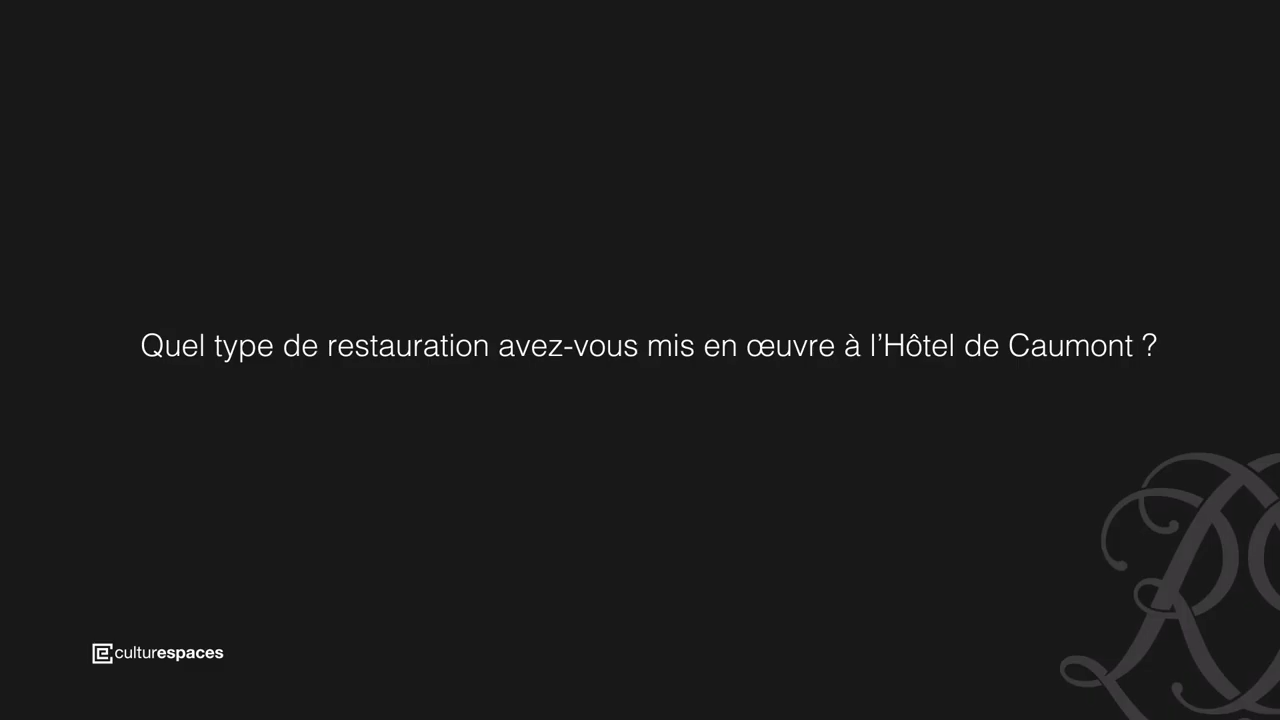 Quel type de restauration avez-vous mis en œuvre à l’Hôtel de Caumont ?
culturespaces